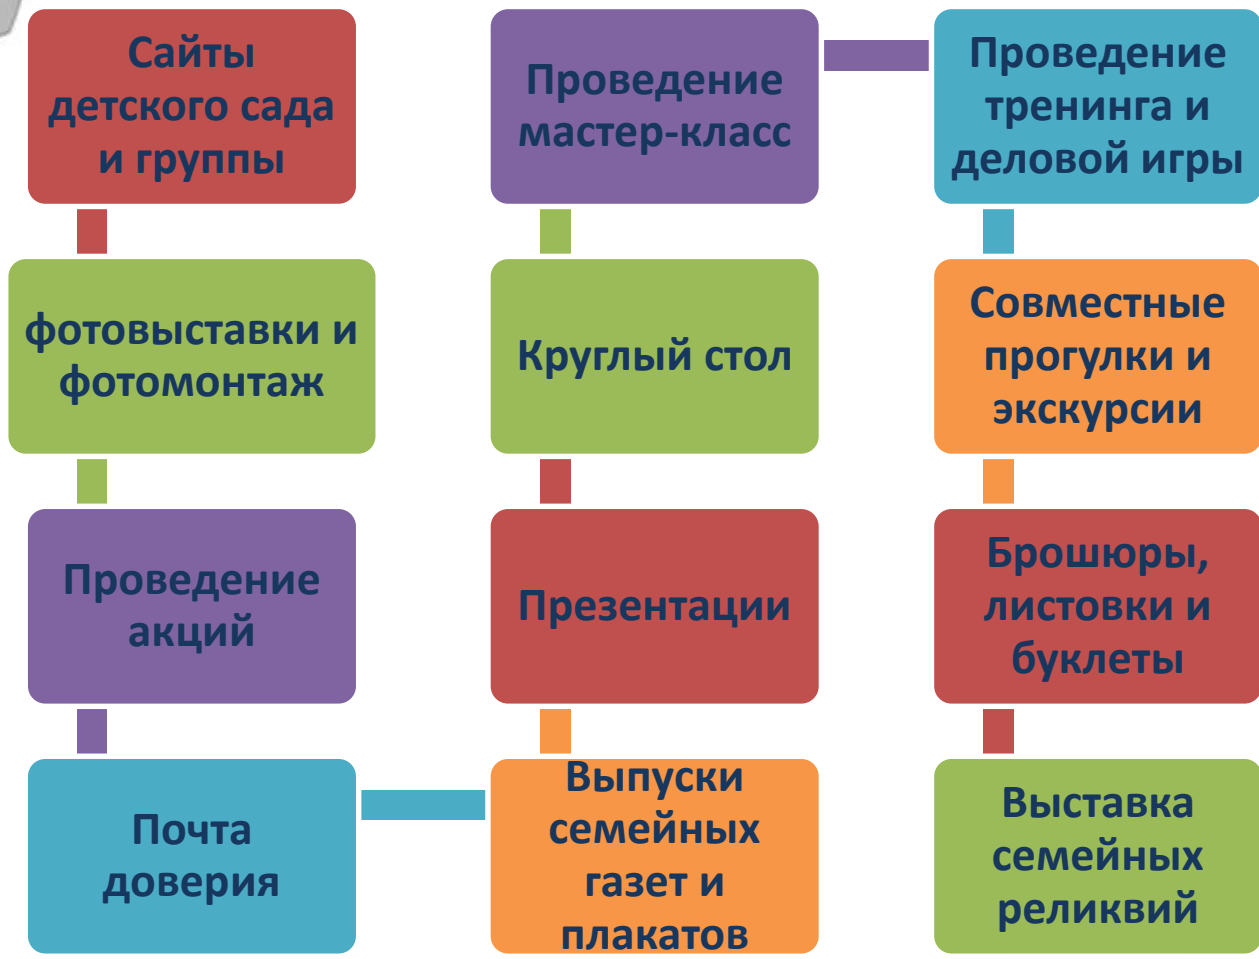 Сайты
детского сада
и группы
фотовыставки и
фотомонтаж
Проведение
акций
Почта
доверия
Выпуски
семейных
газет и
плакатов
Презентации
Круглый стол
Проведение
мастер-класс
Проведение
тренинга и
деловой игры
Совместные
прогулки и
экскурсии
Брошюры,
листовки и
буклеты
Выставка
семейных
реликвий